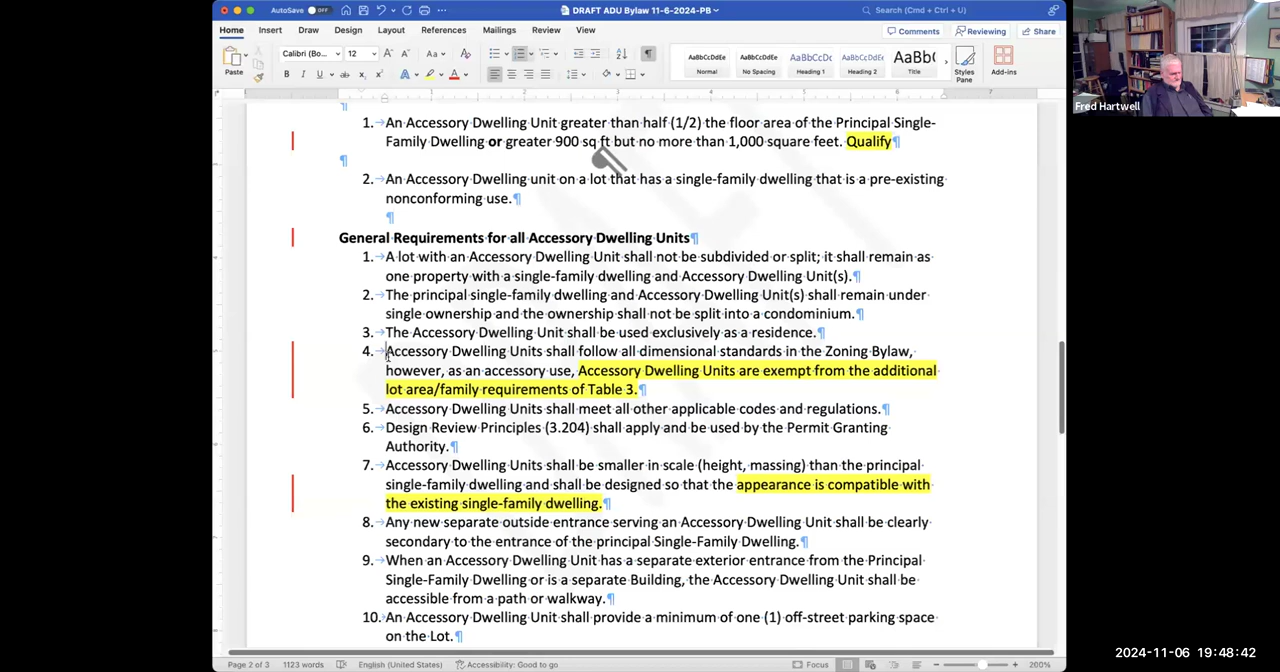 AutoSave OFF
DRAFT ADU Bylaw 11-6-2024-PB
Search (Cmd + Ctrl + U)
Home Insert Draw Design Layout References Mailings Review View
Comments Reviewing Share
Paste
Calibri (Bo...
12
AaBbCcDdEe AaBbCcDdEe AaBbCcDc AaBbCcDdEe AaBb(
Normal No Spacing Heading 1 Heading 2 Title
Styles Pane
Add-ins
1. An Accessory Dwelling Unit greater than half (1/2) the floor area of the Principal Single-
Family Dwelling or greater 900 sq ft but no more than 1,000 square feet. Qualify¶
¶
2. An Accessory Dwelling unit on a lot that has a single-family dwelling that is a pre-existing
nonconforming use.¶
¶
General Requirements for all Accessory Dwelling Units¶
1. A lot with an Accessory Dwelling Unit shall not be subdivided or split; it shall remain as
one property with a single-family dwelling and Accessory Dwelling Unit(s).¶
2. The principal single-family dwelling and Accessory Dwelling Unit(s) shall remain under
single ownership and the ownership shall not be split into a condominium.¶
3. The Accessory Dwelling Unit shall be used exclusively as a residence.¶
4. Accessory Dwelling Units shall follow all dimensional standards in the Zoning Bylaw,
however, as an accessory use, Accessory Dwelling Units are exempt from the additional
lot area/family requirements of Table 3.¶
5. Accessory Dwelling Units shall meet all other applicable codes and regulations.¶
6. Design Review Principles (3.204) shall apply and be used by the Permit Granting
Authority.¶
7. Accessory Dwelling Units shall be smaller in scale (height, massing) than the principal
single-family dwelling and shall be designed so that the appearance is compatible with
the existing single-family dwelling.¶
8. Any new separate outside entrance serving an Accessory Dwelling Unit shall be clearly
secondary to the entrance of the principal Single-Family Dwelling.¶
9. When an Accessory Dwelling Unit has a separate exterior entrance from the Principal
Single-Family Dwelling or is a separate Building, the Accessory Dwelling Unit shall be
accessible from a path or walkway.¶
10. An Accessory Dwelling Unit shall provide a minimum of one (1) off-street parking space
on the Lot.¶
Page 2 of 3 1123 words English (United States) Accessibility: Good to go Focus 200%
Fred Hartwell
2024-11-06 19:48:42